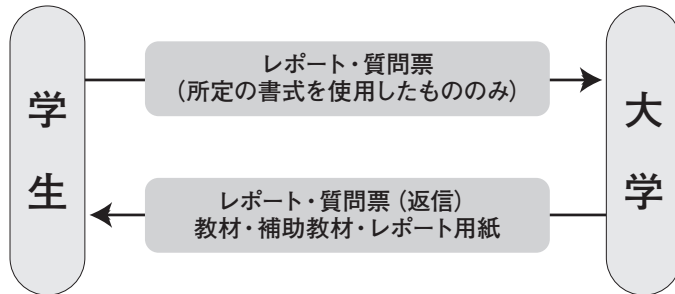 学生
レポート・質問票
(所定の書式を使用したもののみ)
大学
レポート・質問票(返信)
教材・補助教材・レポート用紙